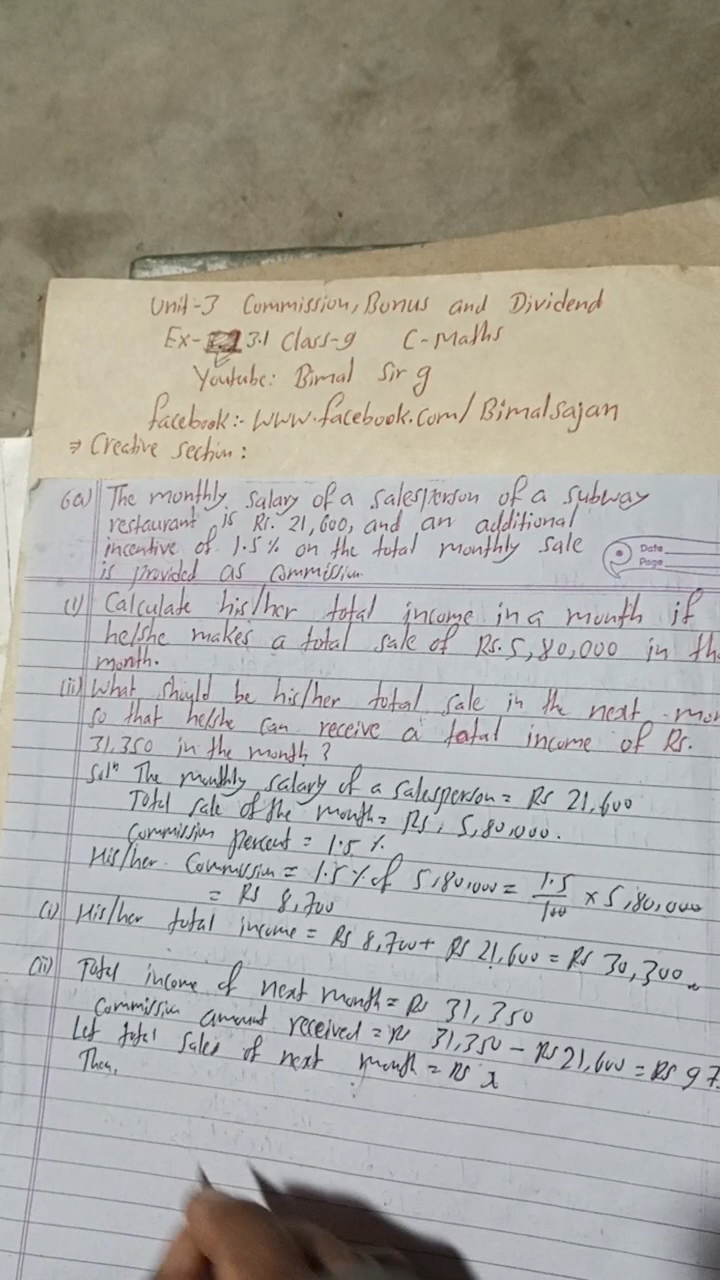 Unit-3 Commission, Bonus and Dividend
Ex- 3.1 Class-9 C-Maths
Youtube: Bimal Sir g
facebook:- www.facebook.com/Bimalsajan
⇒ Creative section:
6a) The monthly salary of a salesperson of a subway
restaurant is Rs. 21,600, and an additional
incentive of 1.5% on the total monthly sale
is provided as commission.
Date
Page
(i) Calculate his/her total income in a month if
he/she makes a total sale of Rs. 5,80,000 in th
month.
(ii) What should be his/her total sale in the next mon
so that he/she can receive a total income of Rs.
31,350 in the month?
Solⁿ The monthly salary of a salesperson = Rs 21,600
Total sale of the month = Rs, 5,80,000.
Commission percent = 1.5%
His/her Commission = 1.5% of 5,80,000 = 1.5/100 × 5,80,000
= Rs 8,700
(i) His/her total income = Rs 8,700 + Rs 21,600 = Rs 30,300
(ii) Total income of next month = Rs 31,350
Commission amount received = Rs 31,350 - Rs 21,600 = Rs 97
Let total sales of next month = Rs x
Then,